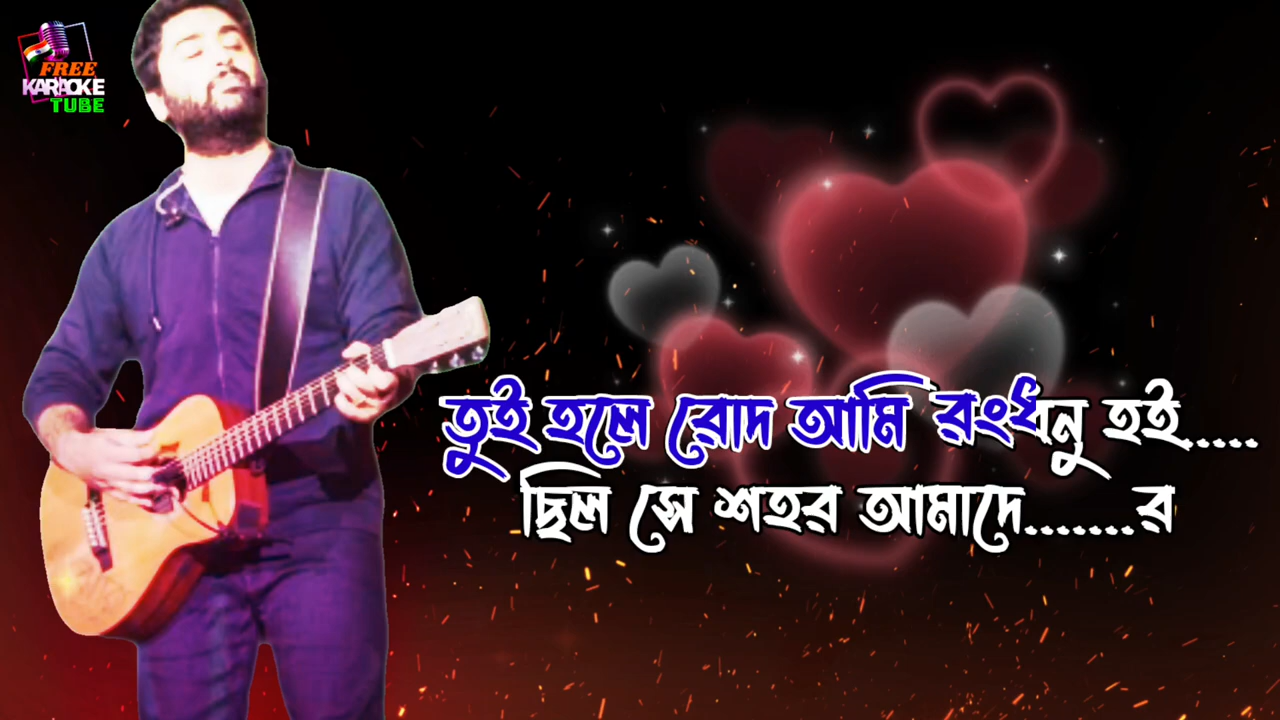 FREE
KARAOKE
TUBE
তুই হলে রোদ আমি রংধনু হই.....
ছিল সে শহর আমাদে.......র